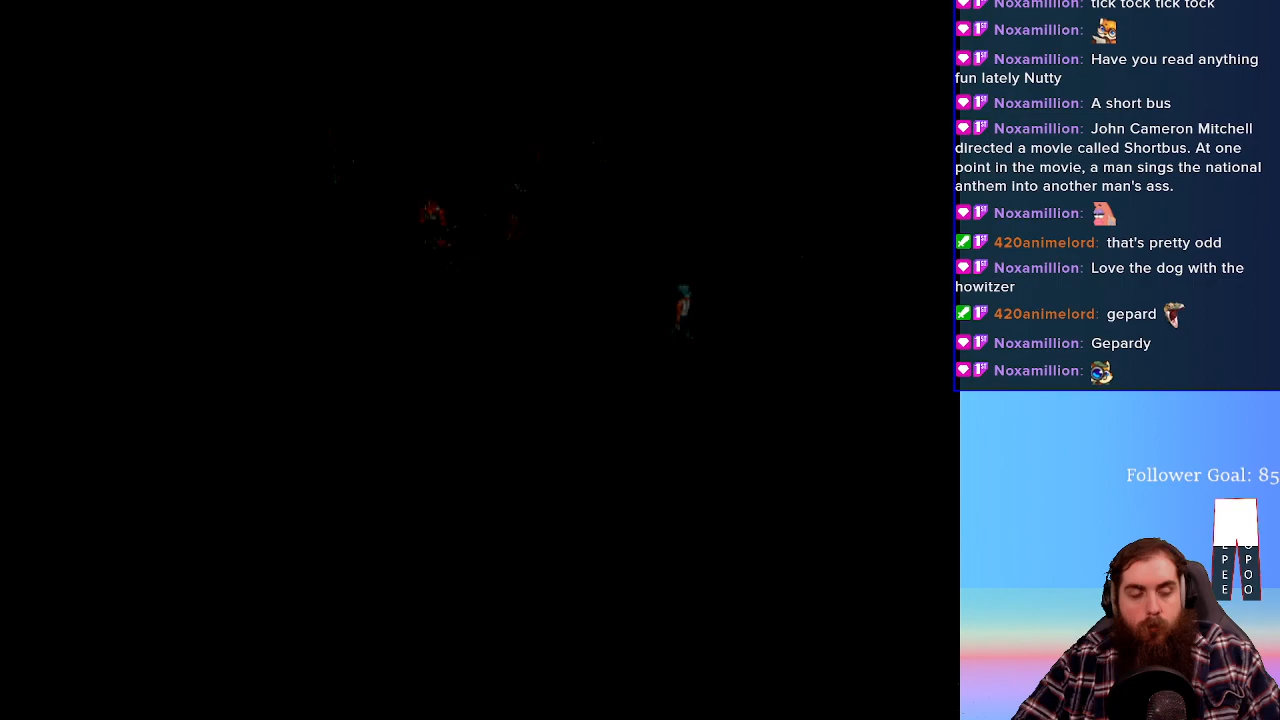 Noxamillion: tick tock tick tock
Noxamillion:
Noxamillion: Have you read anything
fun lately Nutty
Noxamillion: A short bus
Noxamillion: John Cameron Mitchell
directed a movie called Shortbus. At one
point in the movie, a man sings the national
anthem into another man's ass.
Noxamillion:
420animelord: that's pretty odd
Noxamillion: Love the dog with the
howitzer
420animelord: gepard
Noxamillion: Gepardy
Noxamillion:
Follower Goal: 85
P P
E O
E O